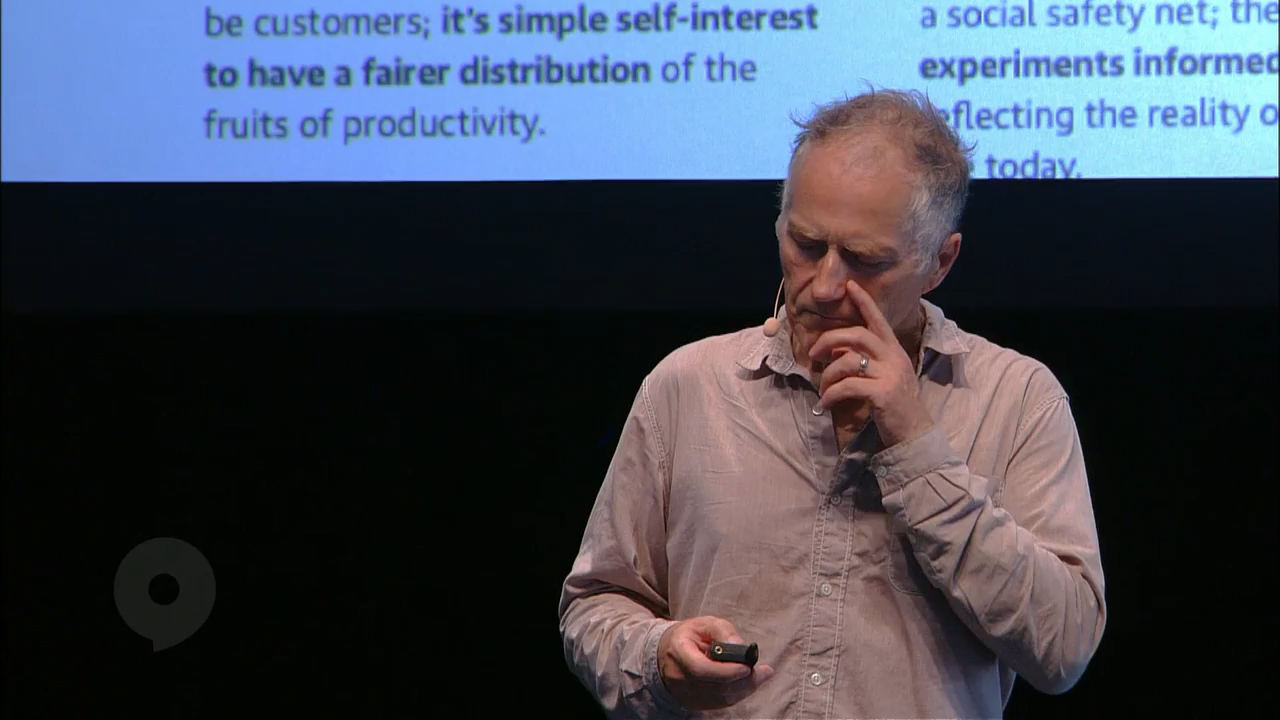 be customers; it's simple self-interest
to have a fairer distribution of the
fruits of productivity.
a social safety net; the
experiments informed
reflecting the reality o
today.